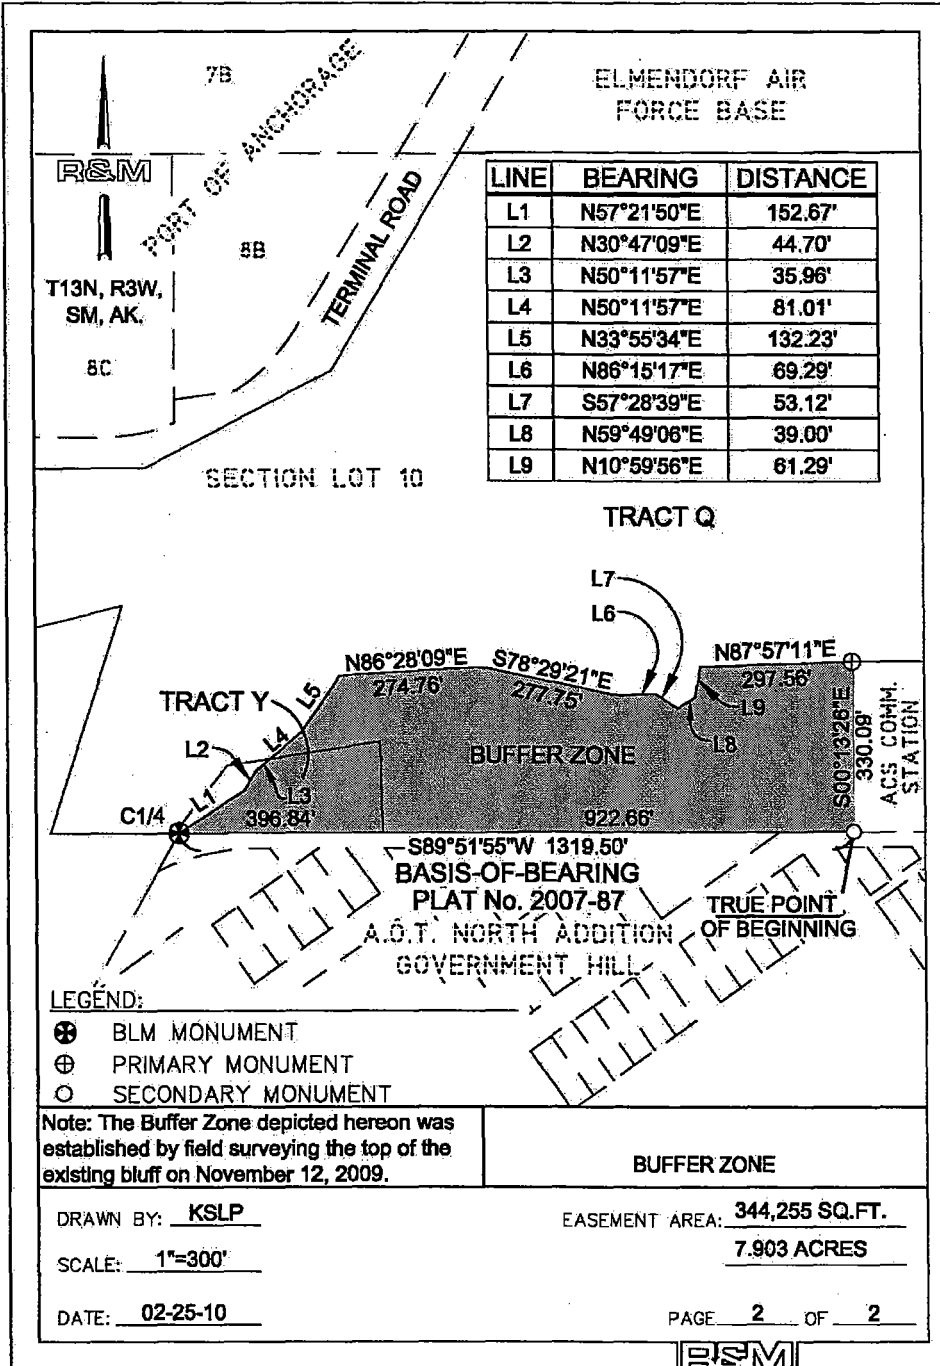 7B
PORT OF ANCHORAGE
ELMENDORF AIR
FORCE BASE
R&M
8B
TERMINAL ROAD
T13N, R3W,
SM, AK.
8C
LINE BEARING DISTANCE
L1 N57°21'50"E 152.67'
L2 N30°47'09"E 44.70'
L3 N50°11'57"E 35.96'
L4 N50°11'57"E 81.01'
L5 N33°55'34"E 132.23'
L6 N86°15'17"E 69.29'
L7 S57°28'39"E 53.12'
L8 N59°49'06"E 39.00'
L9 N10°59'56"E 61.29'
SECTION LOT 10
TRACT Q
L7
L6
N86°28'09"E
274.76'
S78°29'21"E
277.75'
N87°57'11"E
297.56'
TRACT Y
L5
L9
L4
L2
L8
BUFFER ZONE
S00°13'26"E
330.09'
ACS COMM.
STATION
L3
L1
C1/4
396.84'
922.66'
S89°51'55"W 1319.50'
BASIS-OF-BEARING
PLAT No. 2007-87
TRUE POINT
OF BEGINNING
A.O.T. NORTH ADDITION
GOVERNMENT HILL
LEGEND:
BLM MONUMENT
PRIMARY MONUMENT
SECONDARY MONUMENT
Note: The Buffer Zone depicted hereon was
established by field surveying the top of the
existing bluff on November 12, 2009.
BUFFER ZONE
DRAWN BY: KSLP
EASEMENT AREA: 344,255 SQ.FT.
7.903 ACRES
SCALE: 1"=300'
DATE: 02-25-10
PAGE 2 OF 2
R&M